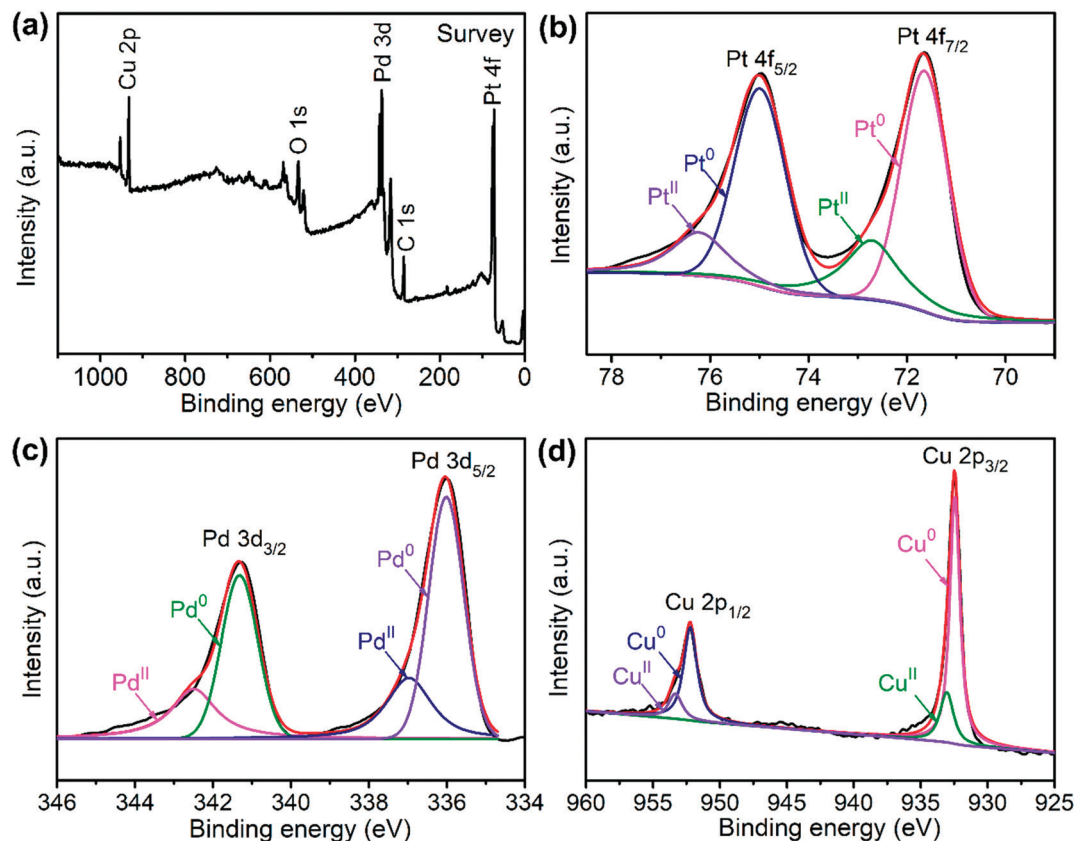 (a)
Survey
Cu 2p
O 1s
C 1s
Pd 3d
Pt 4f
Intensity (a.u.)
1000 800 600 400 200 0
Binding energy (eV)
(b)
Pt 4f5/2
Pt 4f7/2
Pt0
PtII
Pt0
PtII
Intensity (a.u.)
78 76 74 72 70
Binding energy (eV)
(c)
Pd 3d5/2
Pd 3d3/2
Pd0
PdII
Pd0
PdII
Intensity (a.u.)
346 344 342 340 338 336 334
Binding energy (eV)
(d)
Cu 2p3/2
Cu 2p1/2
Cu0
CuII
Cu0
CuII
Intensity (a.u.)
960 955 950 945 940 935 930 925
Binding energy (eV)